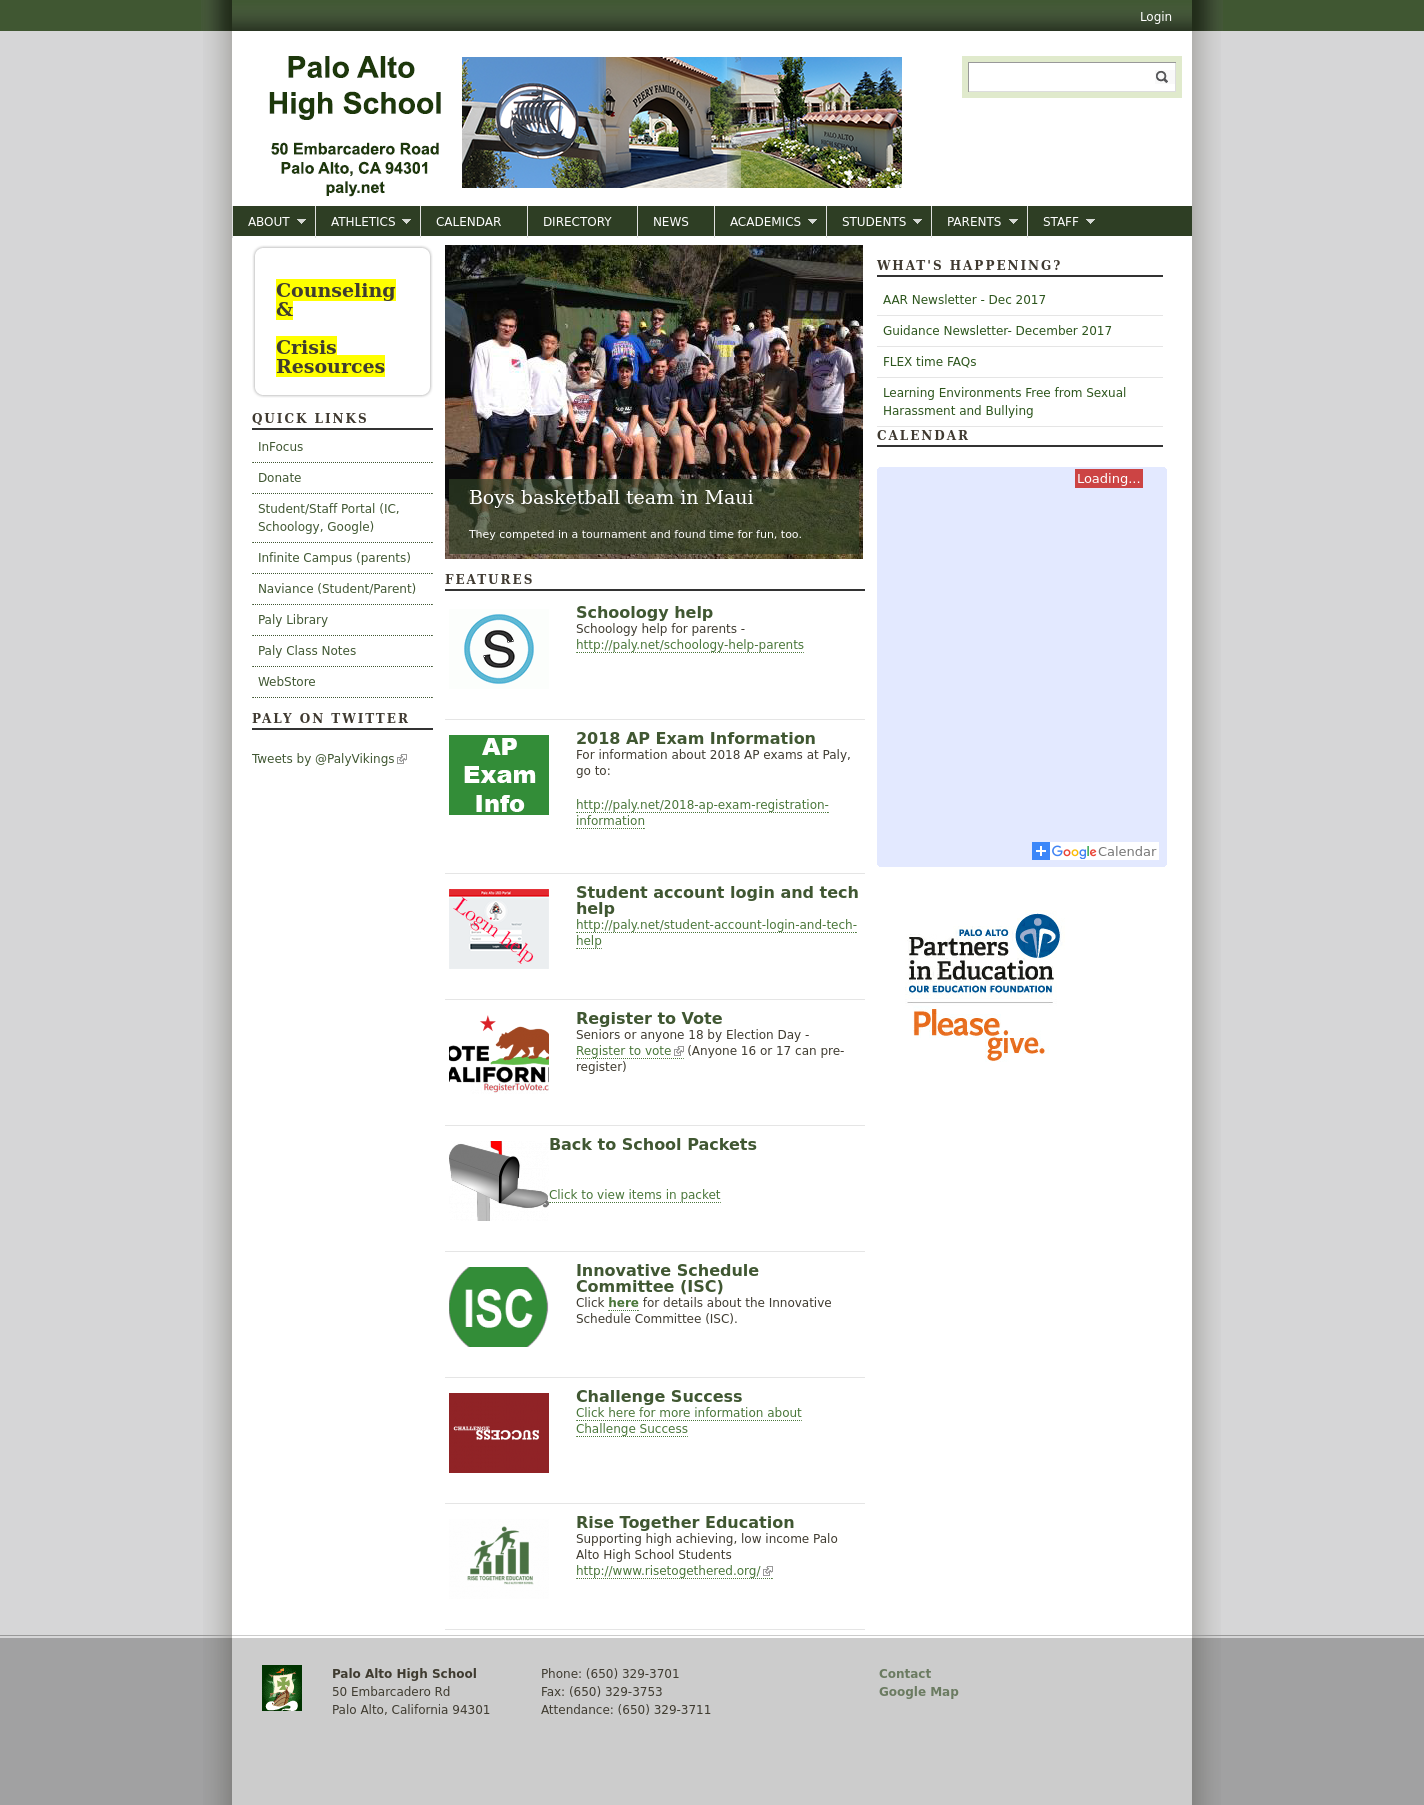 Login
Palo Alto
High School
50 Embarcadero Road
Palo Alto, CA 94301
paly.net
PEERY FAMILY CENTER
PALO ALTO
HIGH SCHOOL
ABOUT
ATHLETICS
CALENDAR
DIRECTORY
NEWS
ACADEMICS
STUDENTS
PARENTS
STAFF
Counseling
&
Crisis
Resources
QUICK LINKS
InFocus
Donate
Student/Staff Portal (IC,
Schoology, Google)
Infinite Campus (parents)
Naviance (Student/Parent)
Paly Library
Paly Class Notes
WebStore
PALY ON TWITTER
Tweets by @PalyVikings
Boys basketball team in Maui
They competed in a tournament and found time for fun, too.
FEATURES
S
Schoology help
Schoology help for parents -
http://paly.net/schoology-help-parents
AP
Exam
Info
2018 AP Exam Information
For information about 2018 AP exams at Paly,
go to:
http://paly.net/2018-ap-exam-registration-
information
Login help
Student account login and tech
help
http://paly.net/student-account-login-and-tech-
help
OTE
ALIFORN
RegisterToVote.c
Register to Vote
Seniors or anyone 18 by Election Day -
Register to vote (Anyone 16 or 17 can pre-
register)
Back to School Packets
Click to view items in packet
ISC
Innovative Schedule
Committee (ISC)
Click here for details about the Innovative
Schedule Committee (ISC).
CHALLENGE
SUCCESS
Challenge Success
Click here for more information about
Challenge Success
RISE TOGETHER EDUCATION
Rise Together Education
Supporting high achieving, low income Palo
Alto High School Students
http://www.risetogethered.org/
WHAT'S HAPPENING?
AAR Newsletter - Dec 2017
Guidance Newsletter- December 2017
FLEX time FAQs
Learning Environments Free from Sexual
Harassment and Bullying
CALENDAR
Loading...
Google Calendar
PALO ALTO
Partners
in Education
OUR EDUCATION FOUNDATION
Please
give.
Palo Alto High School
50 Embarcadero Rd
Palo Alto, California 94301
Phone: (650) 329-3701
Fax: (650) 329-3753
Attendance: (650) 329-3711
Contact
Google Map